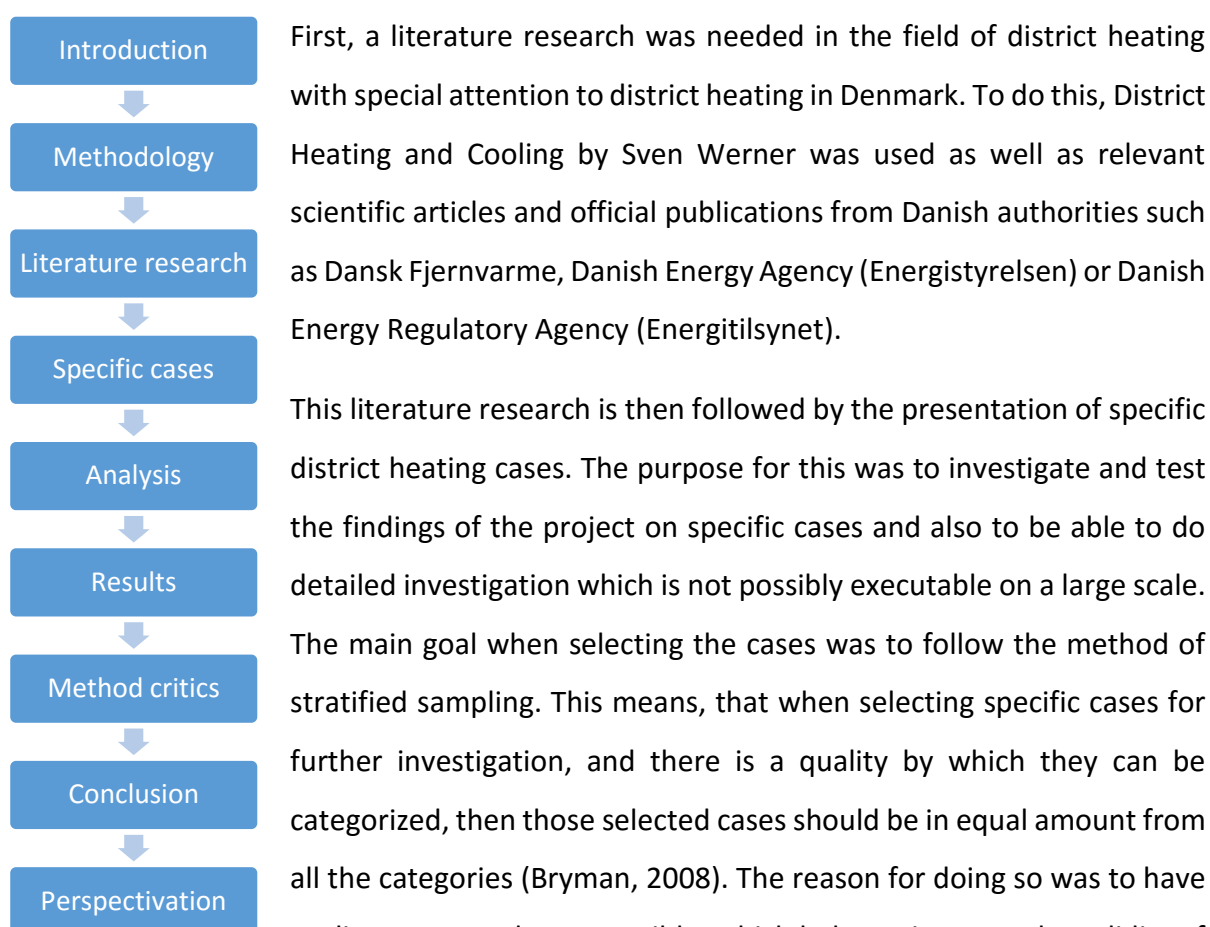 Introduction
Methodology
Literature research
Specific cases
Analysis
Results
Method critics
Conclusion
Perspectivation
First, a literature research was needed in the field of district heating
with special attention to district heating in Denmark. To do this, District
Heating and Cooling by Sven Werner was used as well as relevant
scientific articles and official publications from Danish authorities such
as Dansk Fjernvarme, Danish Energy Agency (Energistyrelsen) or Danish
Energy Regulatory Agency (Energitilsynet).
This literature research is then followed by the presentation of specific
district heating cases. The purpose for this was to investigate and test
the findings of the project on specific cases and also to be able to do
detailed investigation which is not possibly executable on a large scale.
The main goal when selecting the cases was to follow the method of
stratified sampling. This means, that when selecting specific cases for
further investigation, and there is a quality by which they can be
categorized, then those selected cases should be in equal amount from
all the categories (Bryman, 2008). The reason for doing so was to have